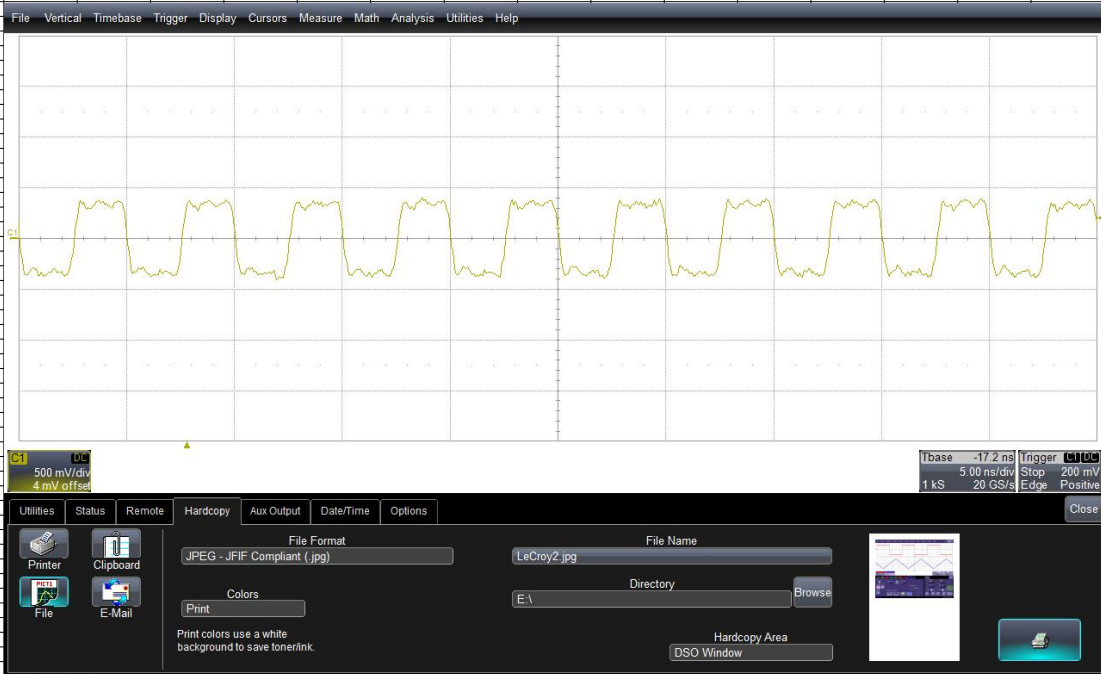 File Vertical Timebase Trigger Display Cursors Measure Math Analysis Utilities Help
C1
C1 DC
500 mV/div
4 mV offset
Tbase -17.2 ns
5.00 ns/div
1 kS 20 GS/s
Trigger C1 DC
Stop 200 mV
Edge Positive
Utilities Status Remote Hardcopy Aux Output Date/Time Options
Close
Printer
Clipboard
PICT1
File
E-Mail
File Format
JPEG - JFIF Compliant (.jpg)
Colors
Print
Print colors use a white
background to save toner/ink.
File Name
LeCroy2.jpg
Directory
E:\
Browse
Hardcopy Area
DSO Window